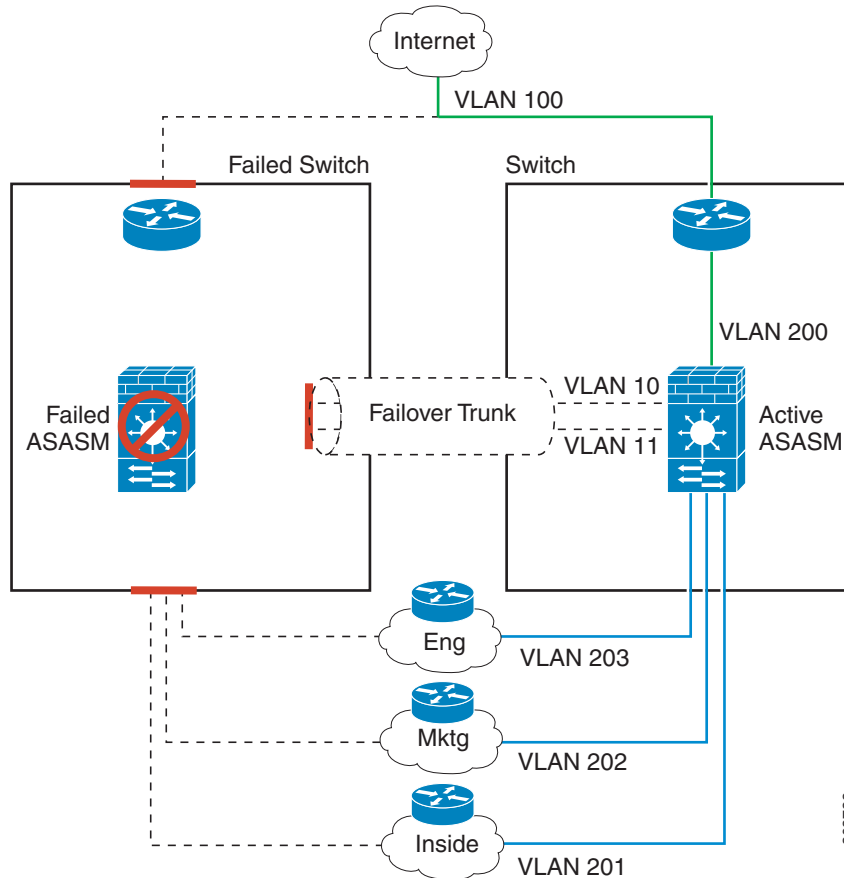 Internet
VLAN 100
Failed Switch
Switch
VLAN 200
Failed
ASASM
Failover Trunk
VLAN 10
VLAN 11
Active
ASASM
Eng
VLAN 203
Mktg
VLAN 202
Inside
VLAN 201